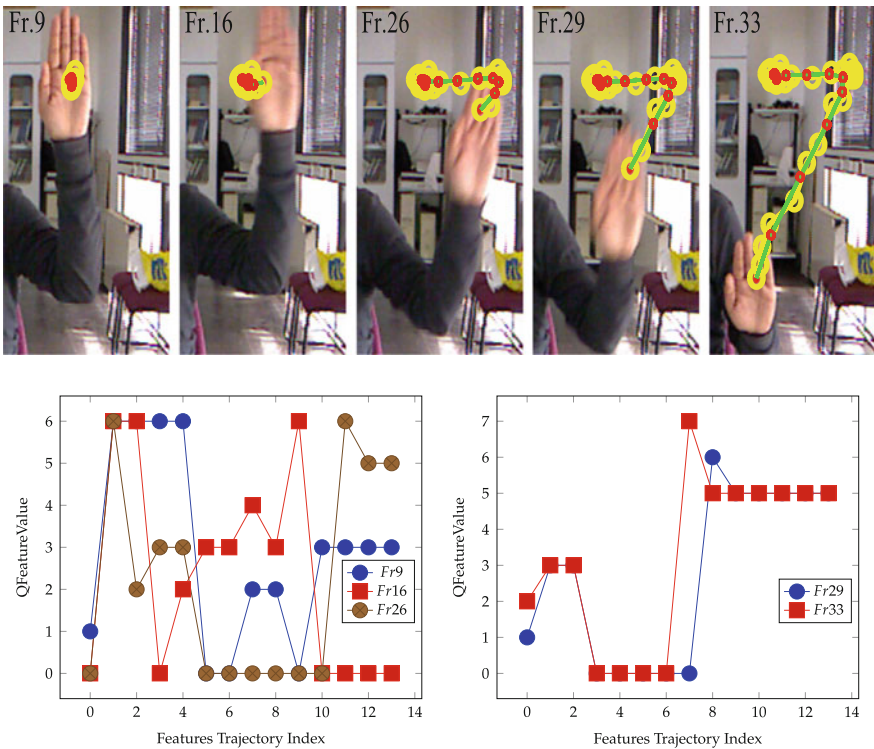 Fr.9
Fr.16
Fr.26
Fr.29
Fr.33
6
5
4
3
2
1
0
QFeatureValue
Fr9
Fr16
Fr26
0 2 4 6 8 10 12 14
Features Trajectory Index
7
6
5
4
3
2
1
0
QFeatureValue
Fr29
Fr33
0 2 4 6 8 10 12 14
Features Trajectory Index